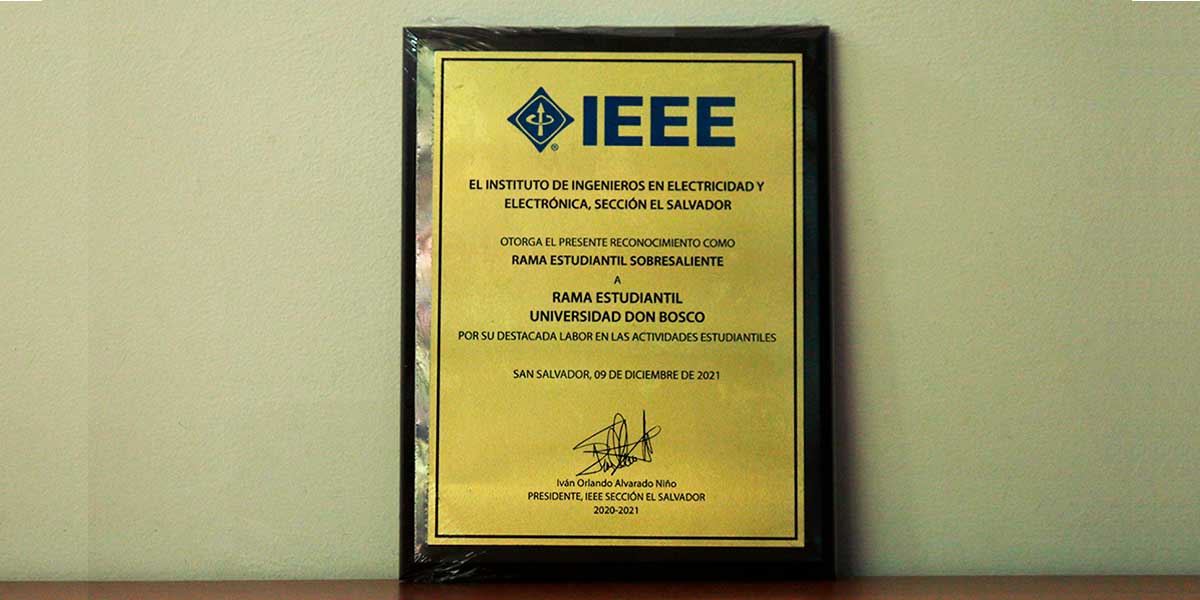 IEEE
EL INSTITUTO DE INGENIEROS EN ELECTRICIDAD Y
ELECTRÓNICA, SECCIÓN EL SALVADOR
OTORGA EL PRESENTE RECONOCIMIENTO COMO
RAMA ESTUDIANTIL SOBRESALIENTE
A
RAMA ESTUDIANTIL
UNIVERSIDAD DON BOSCO
POR SU DESTACADA LABOR EN LAS ACTIVIDADES ESTUDIANTILES
SAN SALVADOR, 09 DE DICIEMBRE DE 2021
Iván Orlando Alvarado Niño
PRESIDENTE, IEEE SECCIÓN EL SALVADOR
2020-2021